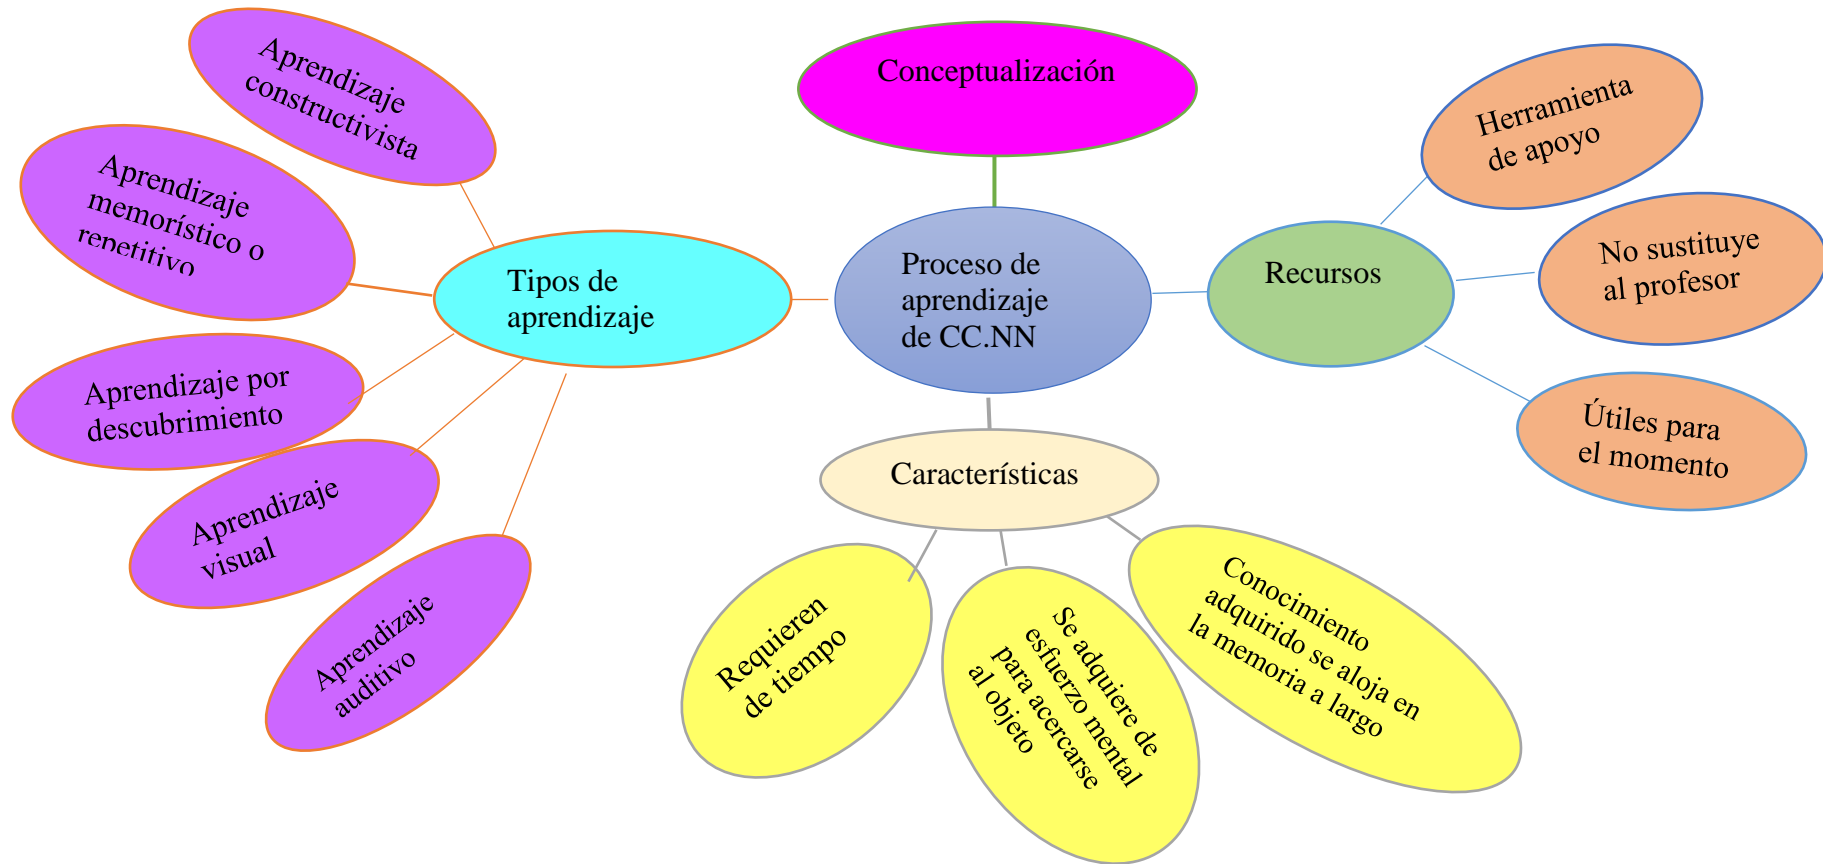 Aprendizaje
constructivista
Aprendizaje
memorístico o
repetitivo
Aprendizaje por
descubrimiento
Aprendizaje
visual
Aprendizaje
auditivo
Tipos de
aprendizaje
Conceptualización
Proceso de
aprendizaje
de CC.NN
Recursos
Herramienta
de apoyo
No sustituye
al profesor
Útiles para
el momento
Característícas
Requieren
de tiempo
Se adquiere de
esfuerzo mental
para acercarse
al objeto
Conocimiento
adquirido se aloja en
la memoria a largo